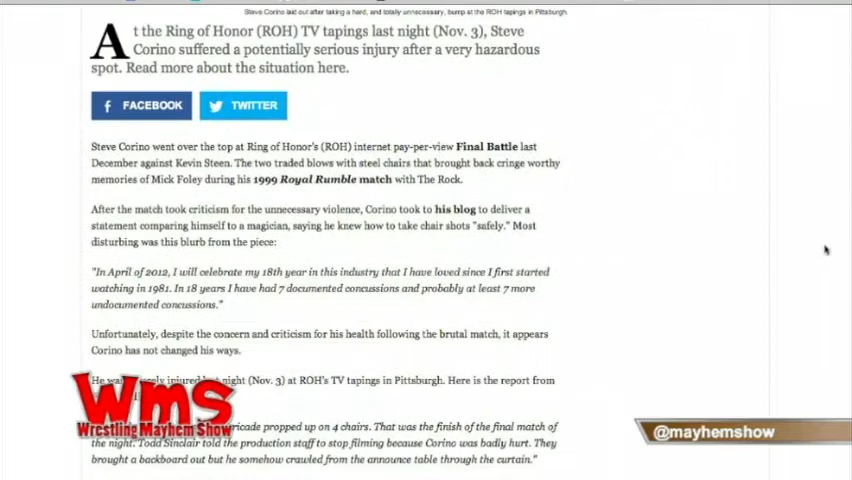 Steve Corino laid out after taking a hard, and totally unnecessary, bump at the ROH tapings in Pittsburgh.
At the Ring of Honor (ROH) TV tapings last night (Nov. 3), Steve
Corino suffered a potentially serious injury after a very hazardous
spot. Read more about the situation here.
FACEBOOK TWITTER
Steve Corino went over the top at Ring of Honor's (ROH) internet pay-per-view Final Battle last
December against Kevin Steen. The two traded blows with steel chairs that brought back cringe worthy
memories of Mick Foley during his 1999 Royal Rumble match with The Rock.
After the match took criticism for the unnecessary violence, Corino took to his blog to deliver a
statement comparing himself to a magician, saying he knew how to take chair shots "safely." Most
disturbing was this blurb from the piece:
"In April of 2012, I will celebrate my 18th year in this industry that I have loved since I first started
watching in 1981. In 18 years I have had 7 documented concussions and probably at least 7 more
undocumented concussions."
Unfortunately, despite the concern and criticism for his health following the brutal match, it appears
Corino has not changed his ways.
He injured night (Nov. 3) at ROH's TV tapings in Pittsburgh. Here is the report from
propped up on 4 chairs. That was the finish of the final match of
the night. Todd Sinclair told the production staff to stop filming because Corino was badly hurt. They
brought a backboard out but he somehow crawled from the announce table through the curtain."
Wms
Wrestling Mayhem Show
@mayhemshow